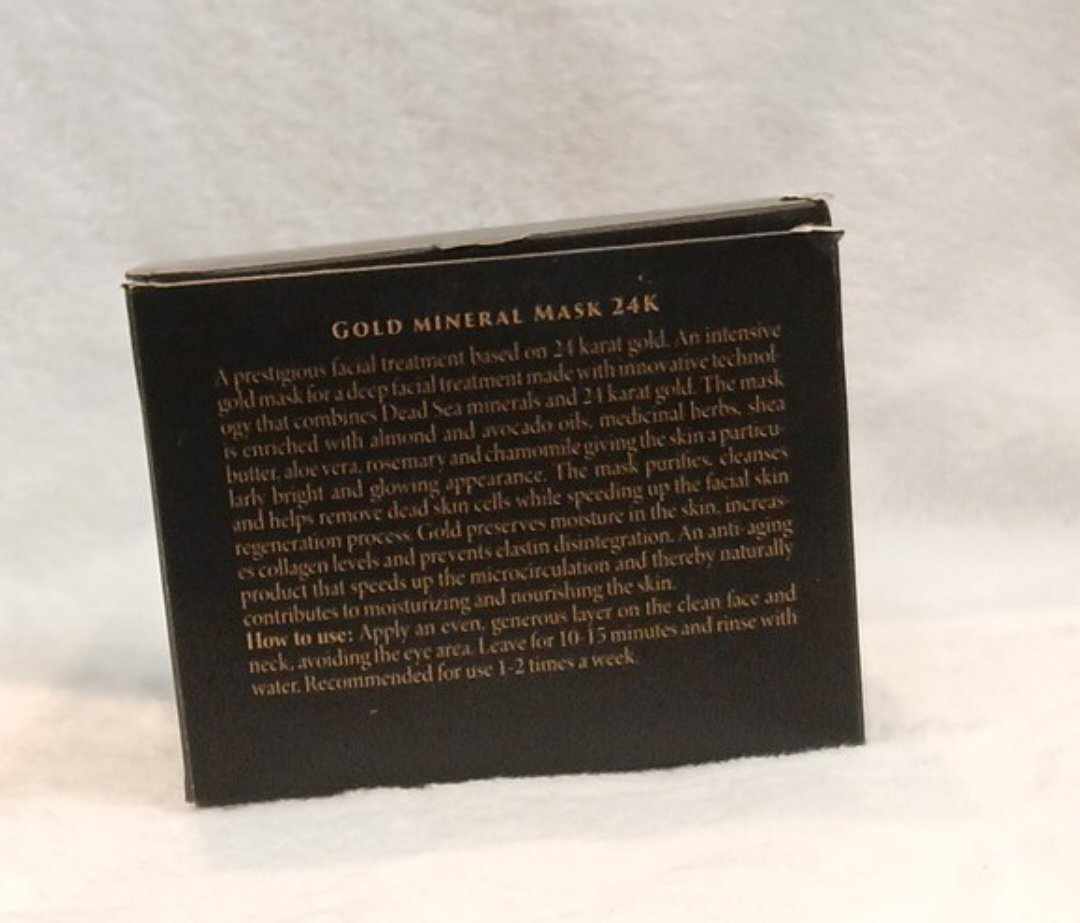 GOLD MINERAL MASK 24K
A prestigious facial treatment based on 24 karat gold. An intensive
gold mask for a deep facial treatment made with innovative technol-
ogy that combines Dead Sea minerals and 24 karat gold. The mask
is enriched with almond and avocado oils, medicinal herbs, shea
butter, aloe vera, rosemary and chamomile giving the skin a particu-
larly bright and glowing appearance. The mask purifies, cleanses
and helps remove dead skin cells while speeding up the facial skin
regeneration process. Gold preserves moisture in the skin, increas-
es collagen levels and prevents elastin disintegration. An anti-aging
product that speeds up the microcirculation and thereby naturally
contributes to moisturizing and nourishing the skin.
How to use: Apply an even, generous layer on the clean face and
neck, avoiding the eye area. Leave for 10-15 minutes and rinse with
water. Recommended for use 1-2 times a week.